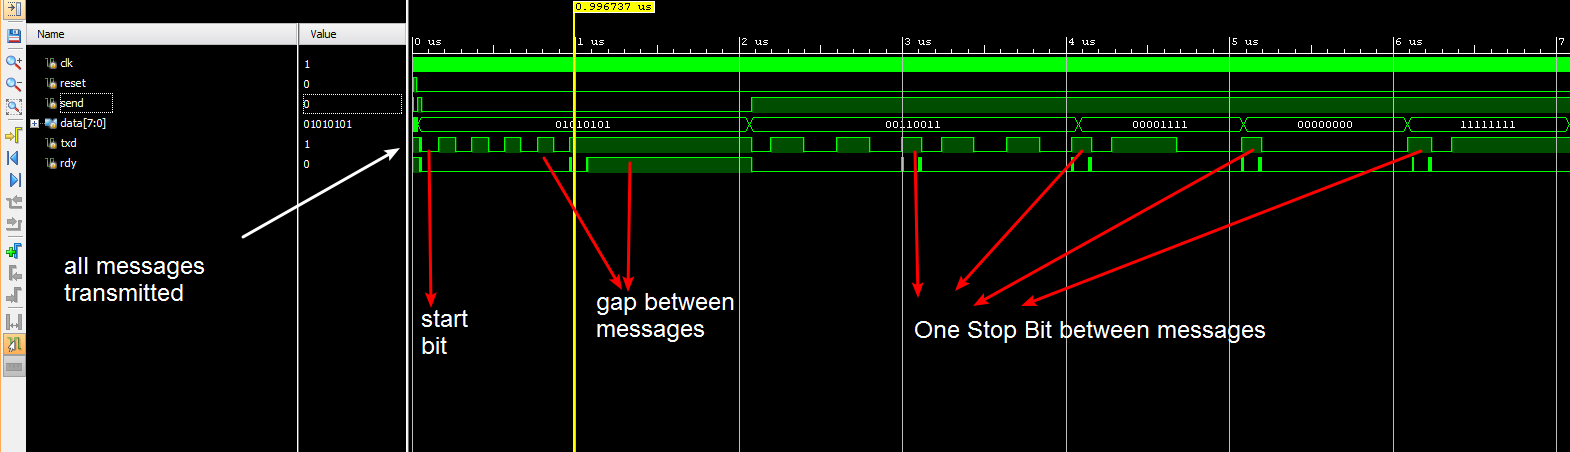 0.996737 us
Name
Value
0 us
1 us
2 us
3 us
4 us
5 us
6 us
7
clk
1
reset
0
send
0
data[7:0]
01010101
01010101
00110011
00001111
00000000
11111111
txd
1
rdy
0
all messages
transmitted
start
bit
gap between
messages
One Stop Bit between messages